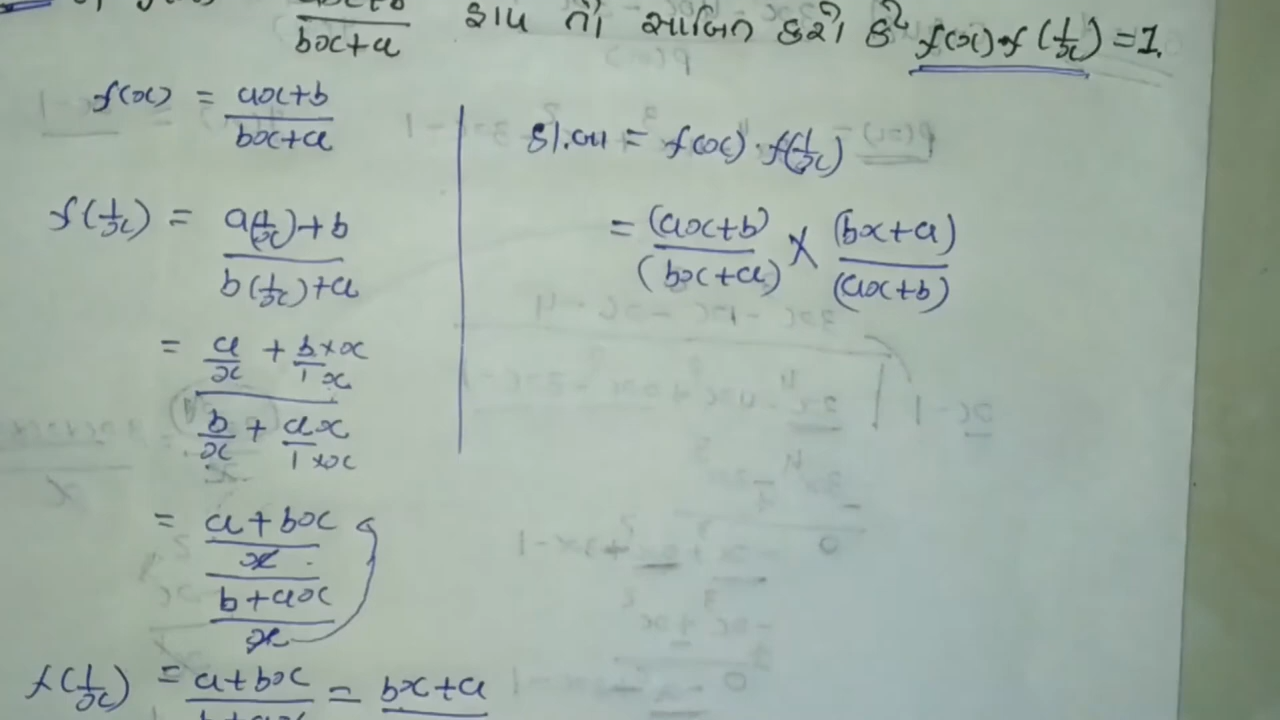 bx+a થાય તો સાબિત કરો કે f(x)·f(1/x) = 1.
f(x) = ax+b / bx+a
f(1/x) = a(1/x)+b / b(1/x)+a
= a/x + b×x/1 x / b/x + ax/1×x
= a+bx / x / b+ax / x
f(1/x) = a+bx = bx+a
ડા.બા = f(x)·f(1/x)
= (ax+b)/(bx+a) × (bx+a)/(ax+b)